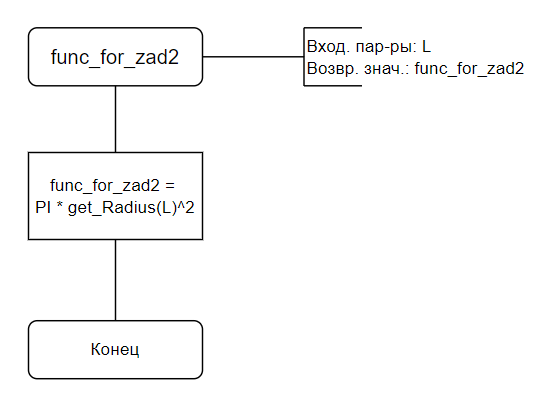 func_for_zad2
Вход. пар-ры: L
Возвр. знач.: func_for_zad2
func_for_zad2 =
PI * get_Radius(L)^2
Конец